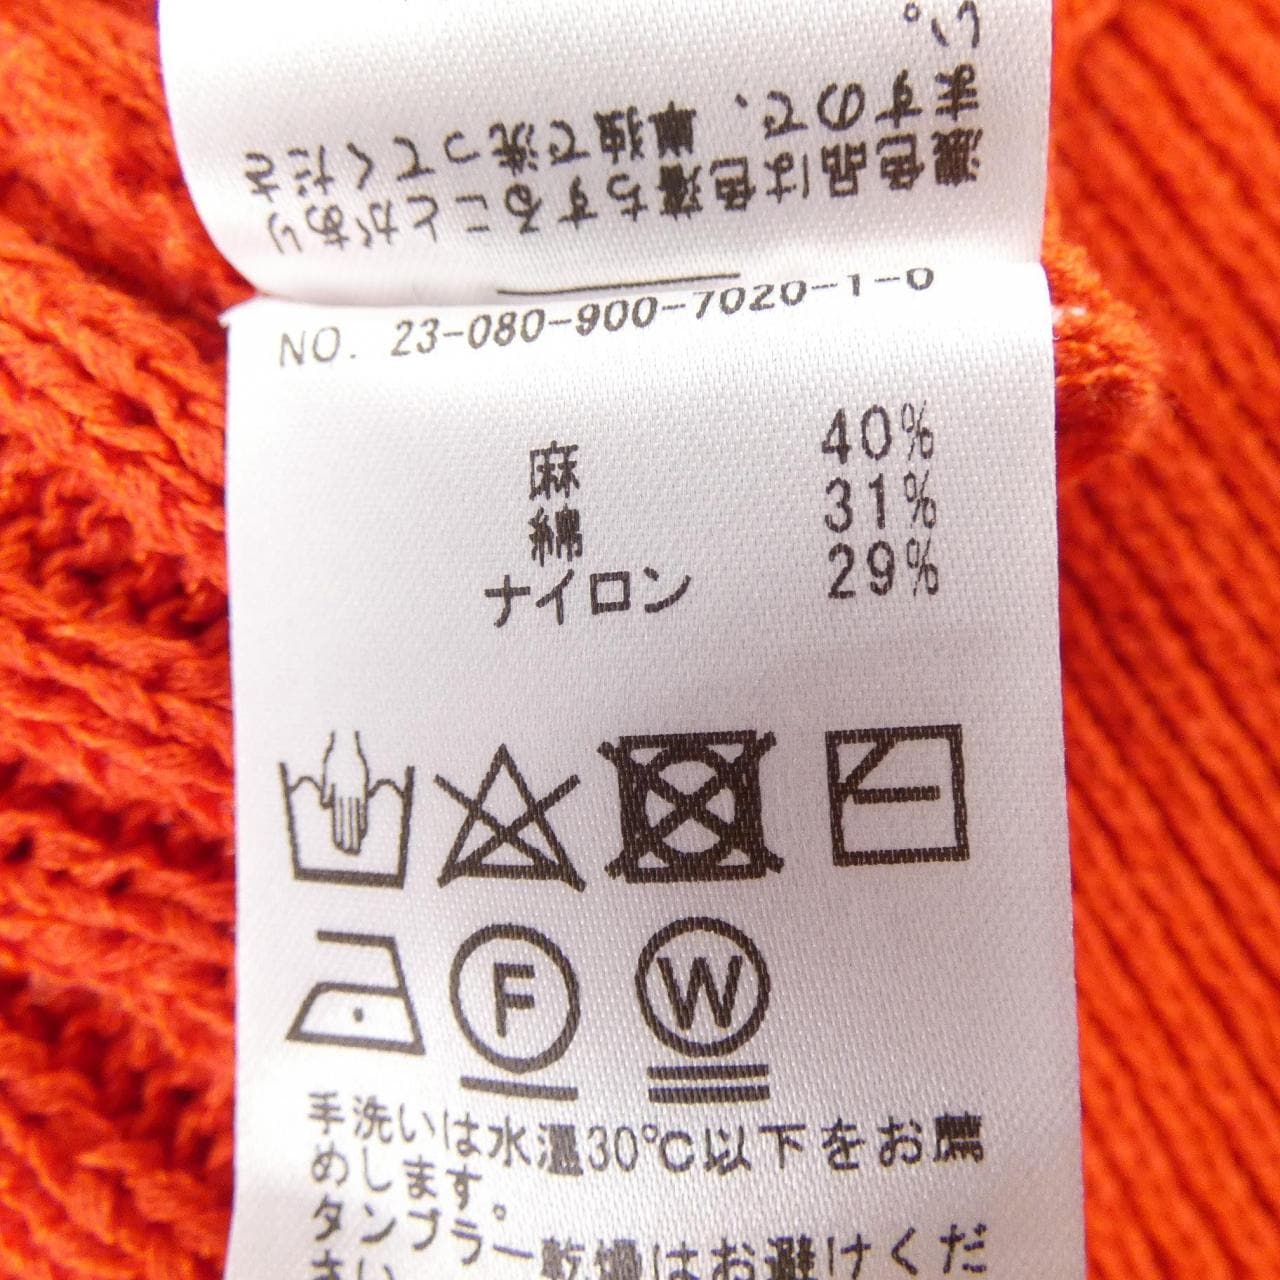 濃色品は色落ちすることがあり
ますので、単独で洗ってくださ
い。
NO. 23-080-900-7020-1-0
麻 40%
綿 31%
ナイロン 29%
F
W
手洗いは水温30℃以下をお薦
めします。
タンブラー乾燥はお避けくだ
さい